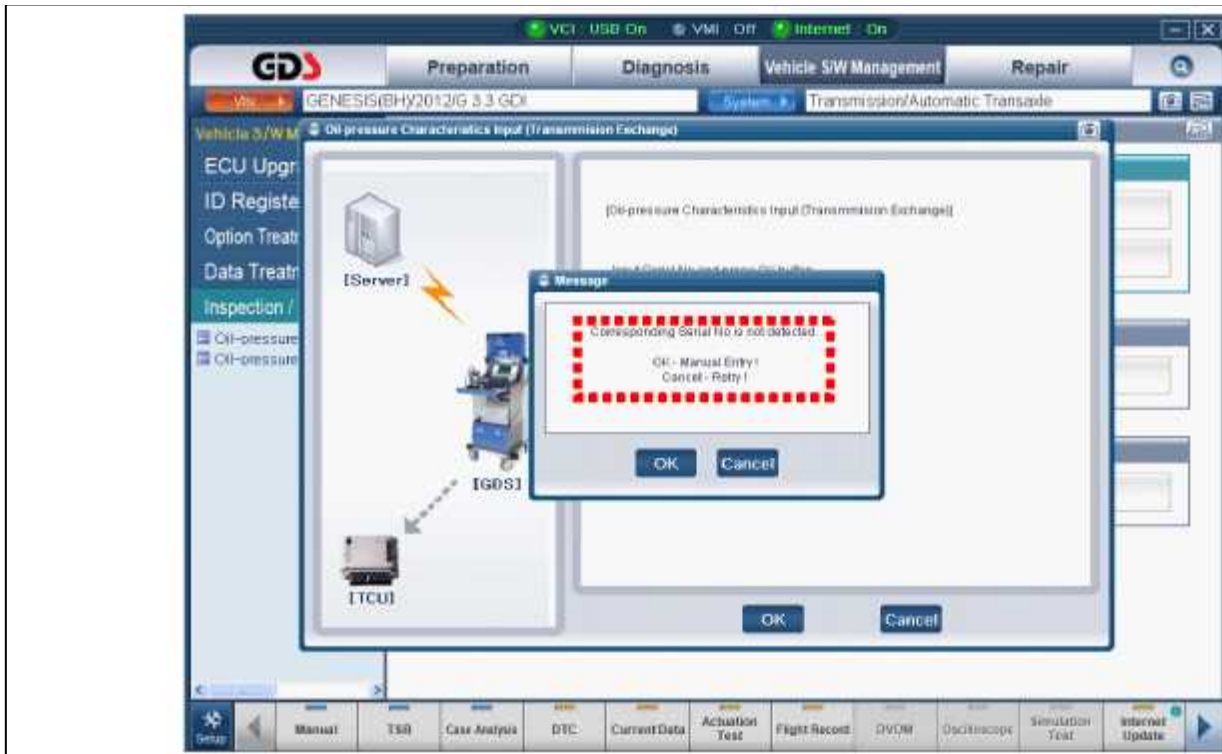 VCI : USB On VMI : Off Internet : On
GDS Preparation Diagnosis Vehicle S/W Management Repair
VIN GENESIS(BH)/2012/G 3.3 GDI System Transmission/Automatic Transaxle
Vehicle S/W M
Oil-pressure Characteristics Input (Transmmision Exchange)
ECU Upgr
ID Registe
Option Treatr
Data Treatr
Inspection /
Oil-pressure
Oil-pressure
[Oil-pressure Characteristics Input (Transmmision Exchange)]
[Server]
Message
Corresponding Serial No is not detected.
OK - Manual Entry !
Cancel - Retry !
OK Cancel
[GDS]
[TCU]
OK Cancel
Setup Manual TSB Case Analysis DTC Current Data Actuation Test Flight Record DVOM Oscilloscope Simulation Test Internet Update